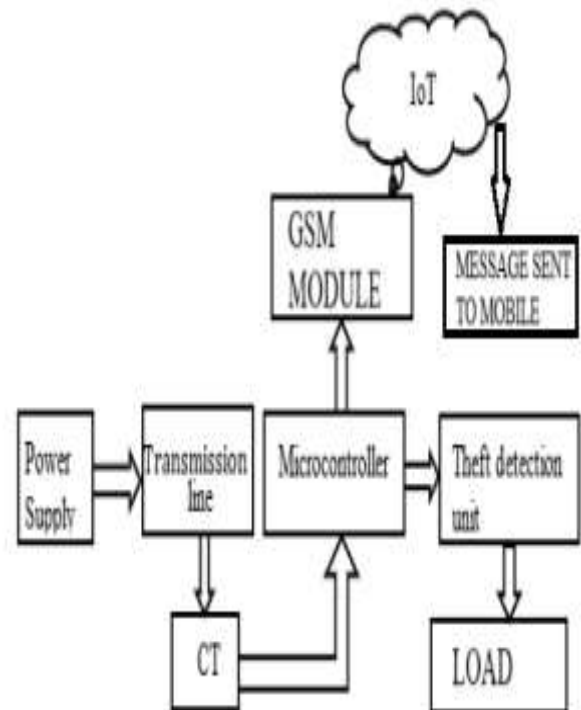 IoT
GSM
MODULE
MESSAGE SENT
TO MOBILE
Power
Supply
Transmission
line
Microcontroller
Theft detection
unit
CT
LOAD